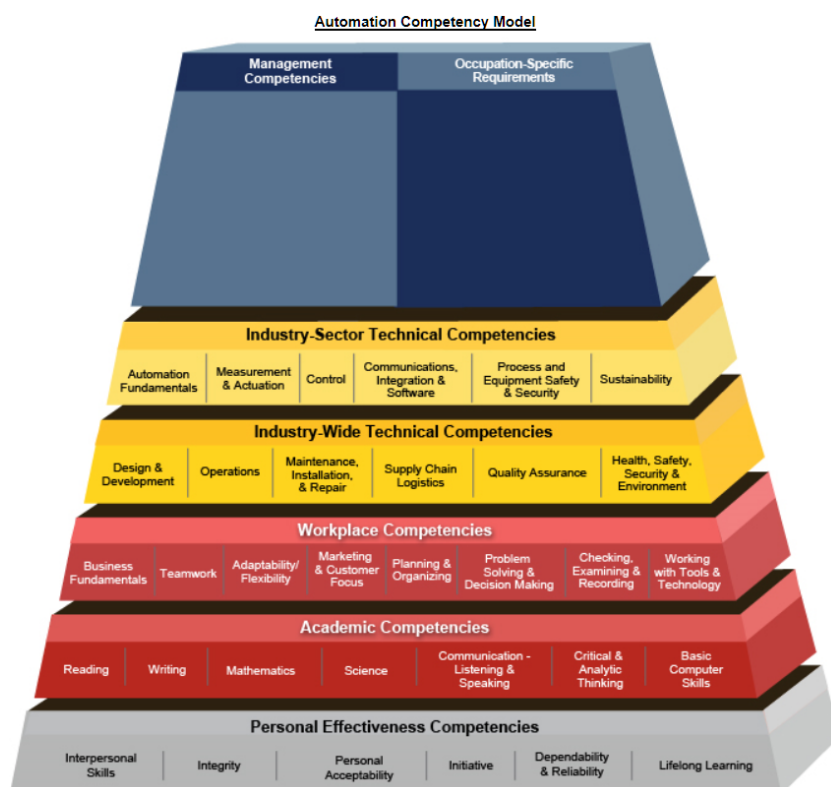 Automation Competency Model
Management
Competencies
Occupation-Specific
Requirements
Industry-Sector Technical Competencies
Automation
Fundamentals
Measurement
& Actuation
Control
Communications,
Integration &
Software
Process and
Equipment Safety
& Security
Sustainability
Industry-Wide Technical Competencies
Design &
Development
Operations
Maintenance,
Installation,
& Repair
Supply Chain
Logistics
Quality Assurance
Health, Safety,
Security &
Environment
Workplace Competencies
Business
Fundamentals
Teamwork
Adaptability/
Flexibility
Marketing
& Customer
Focus
Planning &
Organizing
Problem
Solving &
Decision Making
Checking,
Examining &
Recording
Working
with Tools &
Technology
Academic Competencies
Reading
Writing
Mathematics
Science
Communication -
Listening &
Speaking
Critical &
Analytic
Thinking
Basic
Computer
Skills
Personal Effectiveness Competencies
Interpersonal
Skills
Integrity
Personal
Acceptability
Initiative
Dependability
& Reliability
Lifelong Learning